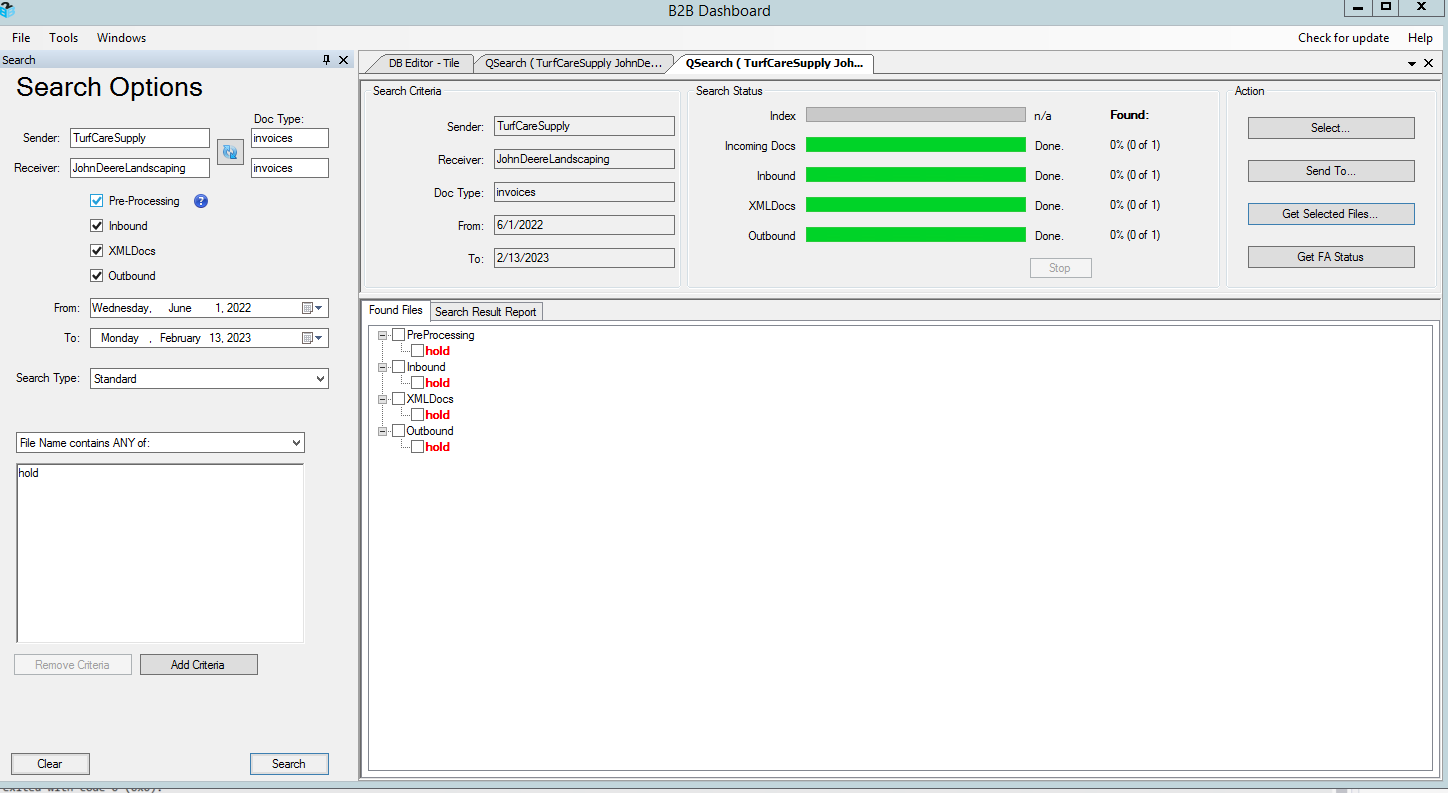 B2B Dashboard
File Tools Windows Check for update Help
Search
Search Options
Doc Type:
Sender: TurfCareSupply invoices
Receiver: JohnDeereLandscaping invoices
Pre-Processing ?
Inbound
XMLDocs
Outbound
From: Wednesday, June 1, 2022
To: Monday , February 13, 2023
Search Type: Standard
File Name contains ANY of:
hold
Remove Criteria Add Criteria
Clear Search
DB Editor - Tile QSearch ( TurfCareSupply JohnDe... QSearch ( TurfCareSupply Joh...
Search Criteria
Sender: TurfCareSupply
Receiver: JohnDeereLandscaping
Doc Type: invoices
From: 6/1/2022
To: 2/13/2023
Search Status
Index n/a Found:
Incoming Docs Done. 0% (0 of 1)
Inbound Done. 0% (0 of 1)
XMLDocs Done. 0% (0 of 1)
Outbound Done. 0% (0 of 1)
Stop
Action
Select...
Send To...
Get Selected Files...
Get FA Status
Found Files Search Result Report
PreProcessing
hold
Inbound
hold
XMLDocs
hold
Outbound
hold